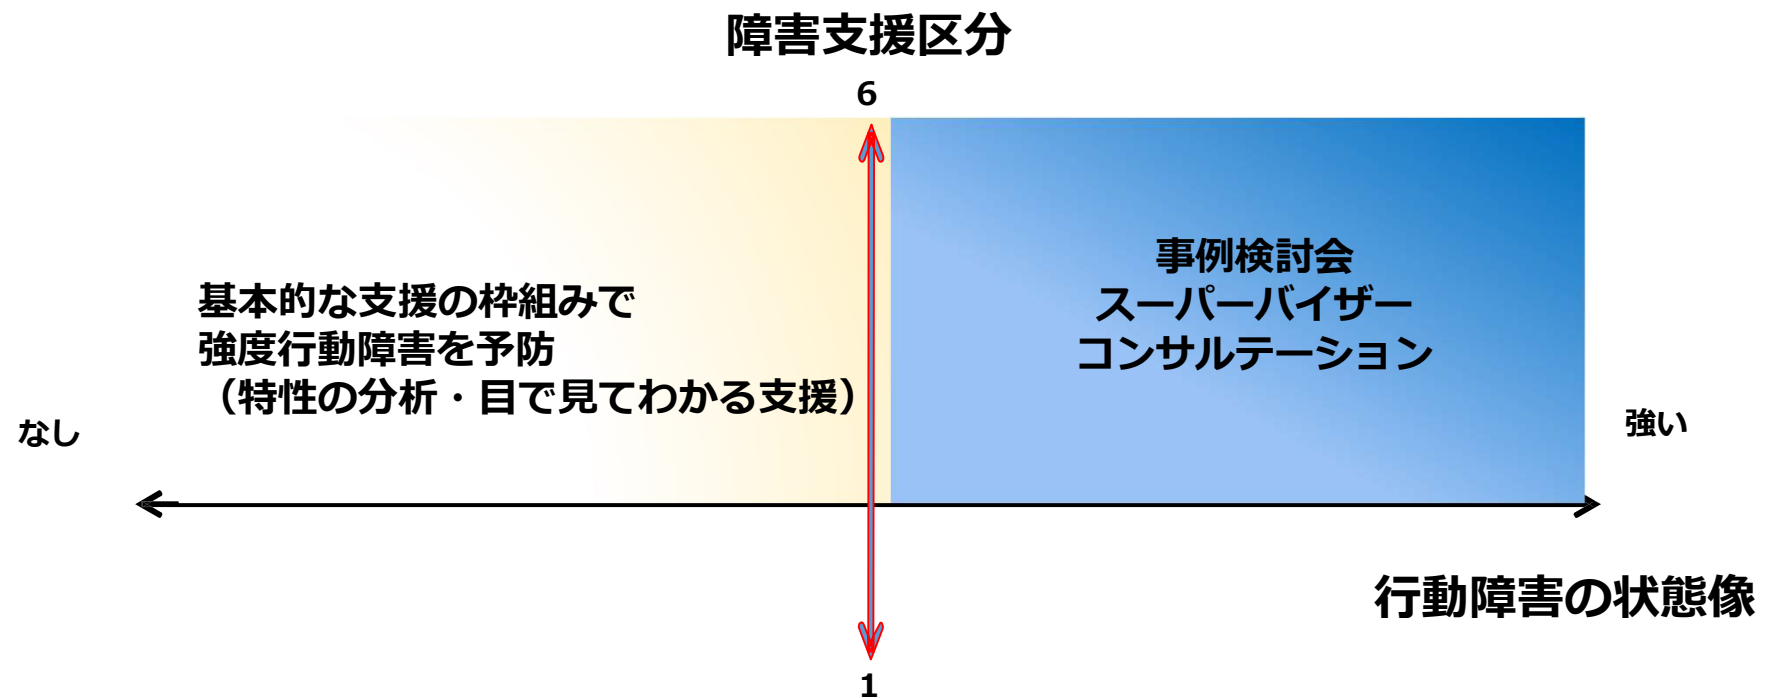 障害支援区分
6
基本的な支援の枠組みで
強度行動障害を予防
（特性の分析・目で見てわかる支援）
事例検討会
スーパーバイザー
コンサルテーション
なし
強い
行動障害の状態像
1